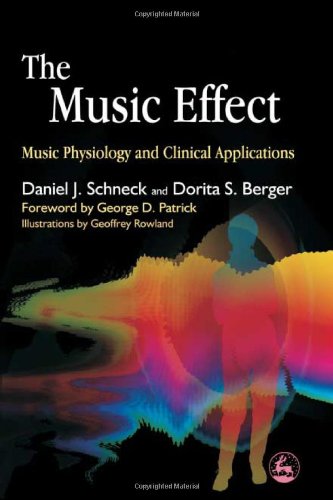 The
Music Effect
Music Physiology and Clinical Applications
Daniel J. Schneck and Dorita S. Berger
Foreword by George D. Patrick
Illustrations by Geoffrey Rowland